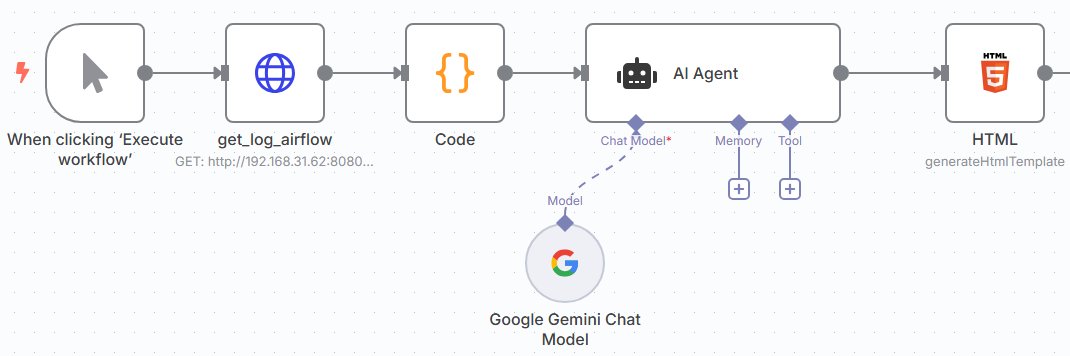 When clicking ‘Execute
workflow’
get_log_airflow
GET: http://192.168.31.62:8080...
Code
AI Agent
Chat Model*
Memory
Tool
Model
Google Gemini Chat
Model
HTML
HTML
generateHtmlTemplate